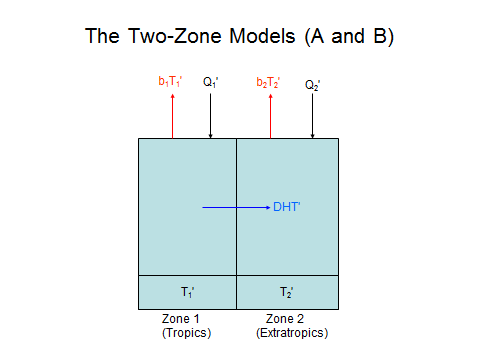 The Two-Zone Models (A and B)
b₁T₁' Q₁' b₂T₂' Q₂'
DHT'
T₁' T₂'
Zone 1 Zone 2
(Tropics) (Extratropics)